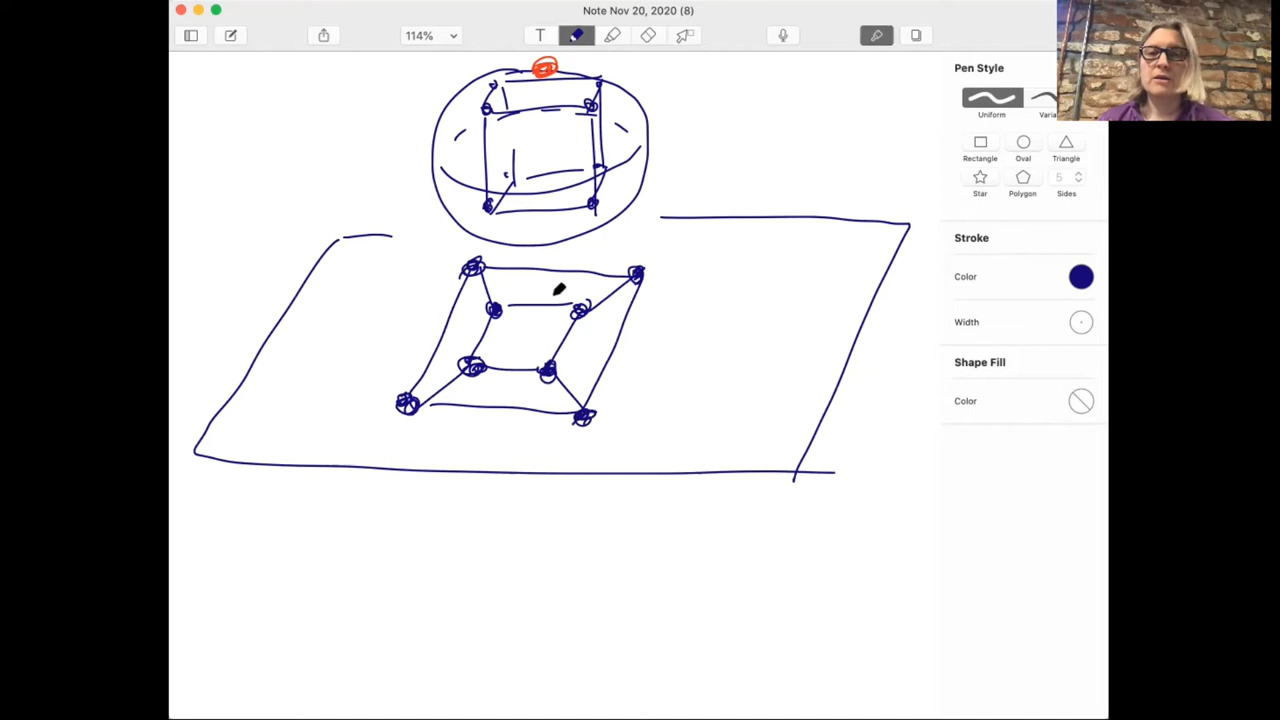 Note Nov 20, 2020 (8)
114%
T
Pen Style
Uniform
Varia
Rectangle
Oval
Triangle
5
Star
Polygon
Sides
Stroke
Color
Width
Shape Fill
Color